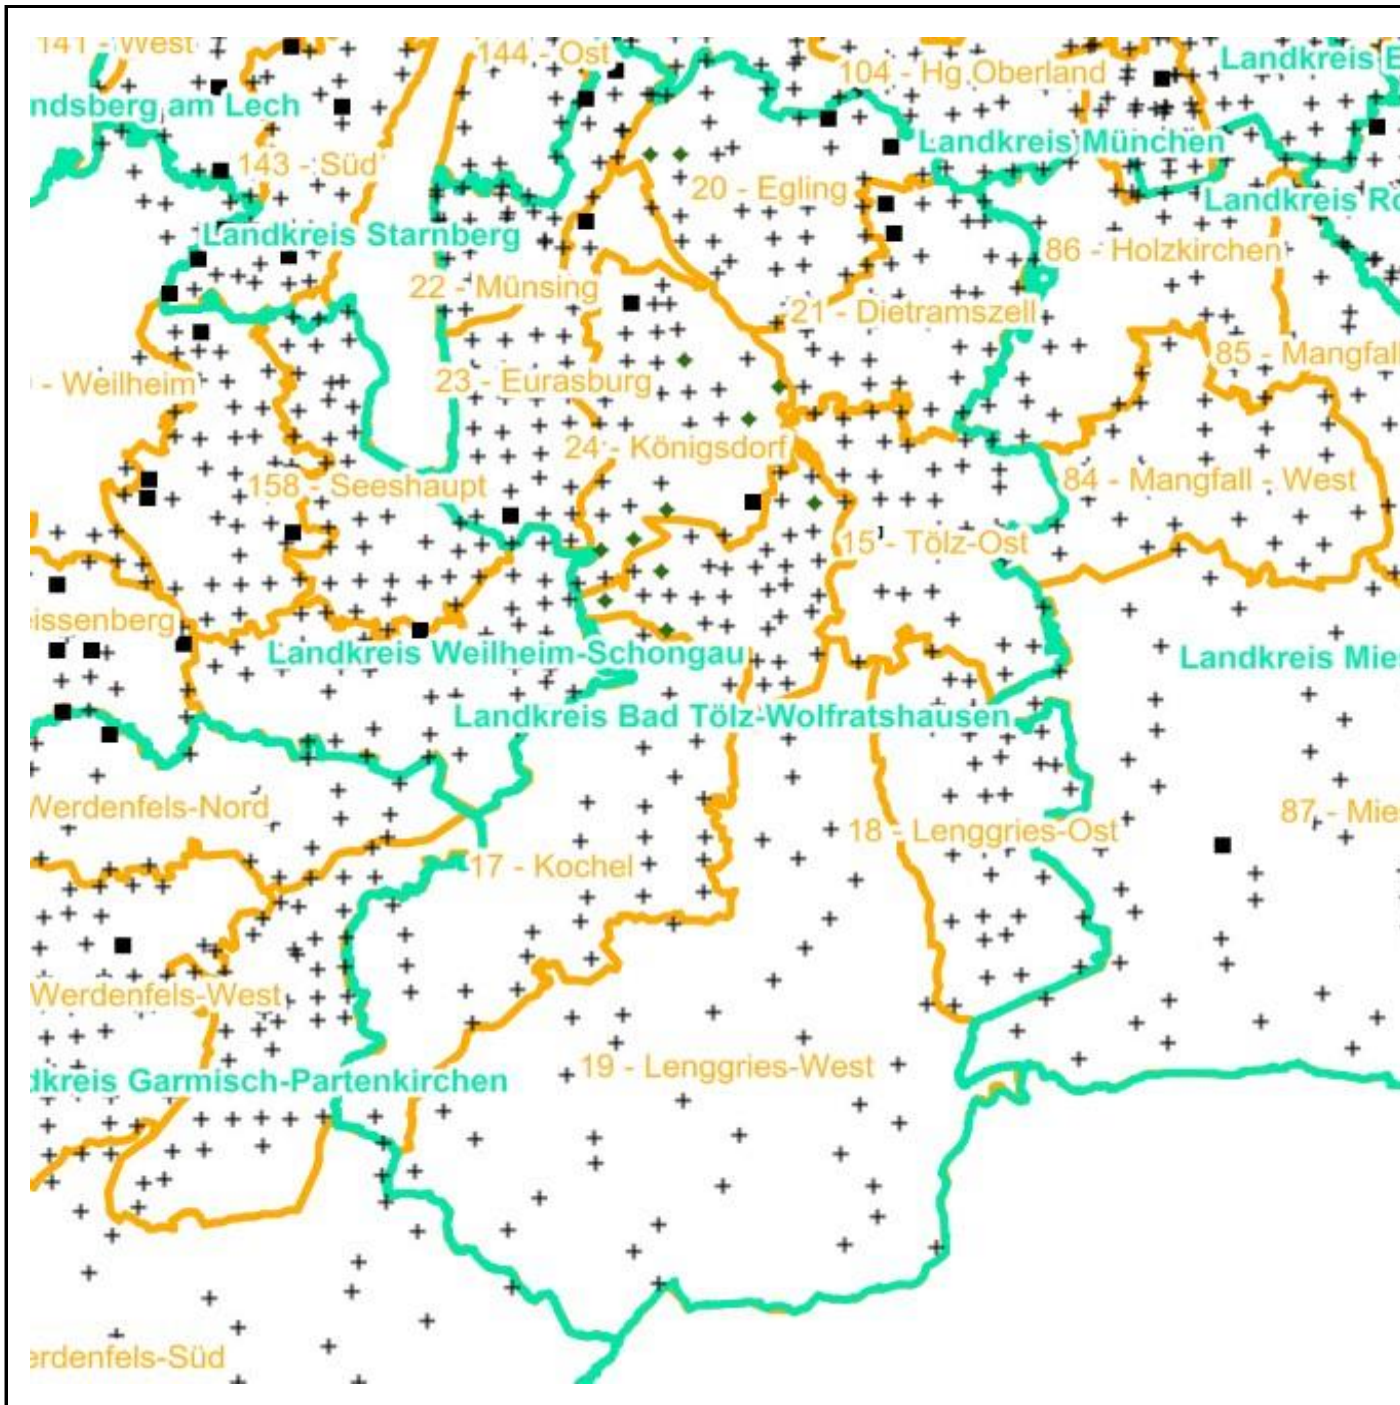 141 - West
144 - Ost
Landkreis E
104 - Hg.Oberland
ndsberg am Lech
Landkreis München
143 - Süd
20 - Egling
Landkreis Ro
Landkreis Starnberg
86 - Holzkirchen
22 - Münsing
21 - Dietramszell
85 - Mangfall
- Weilheim
23 - Eurasburg
24 - Königsdorf
158 - Seeshaupt
84 - Mangfall - West
15 - Tölz-Ost
eissenberg
Landkreis Weilheim-Schongau
Landkreis Mie
Landkreis Bad Tölz-Wolfratshausen
Werdenfels-Nord
87 - Mie
18 - Lenggries-Ost
17 - Kochel
Werdenfels-West
19 - Lenggries-West
dkreis Garmisch-Partenkirchen
erdenfels-Süd